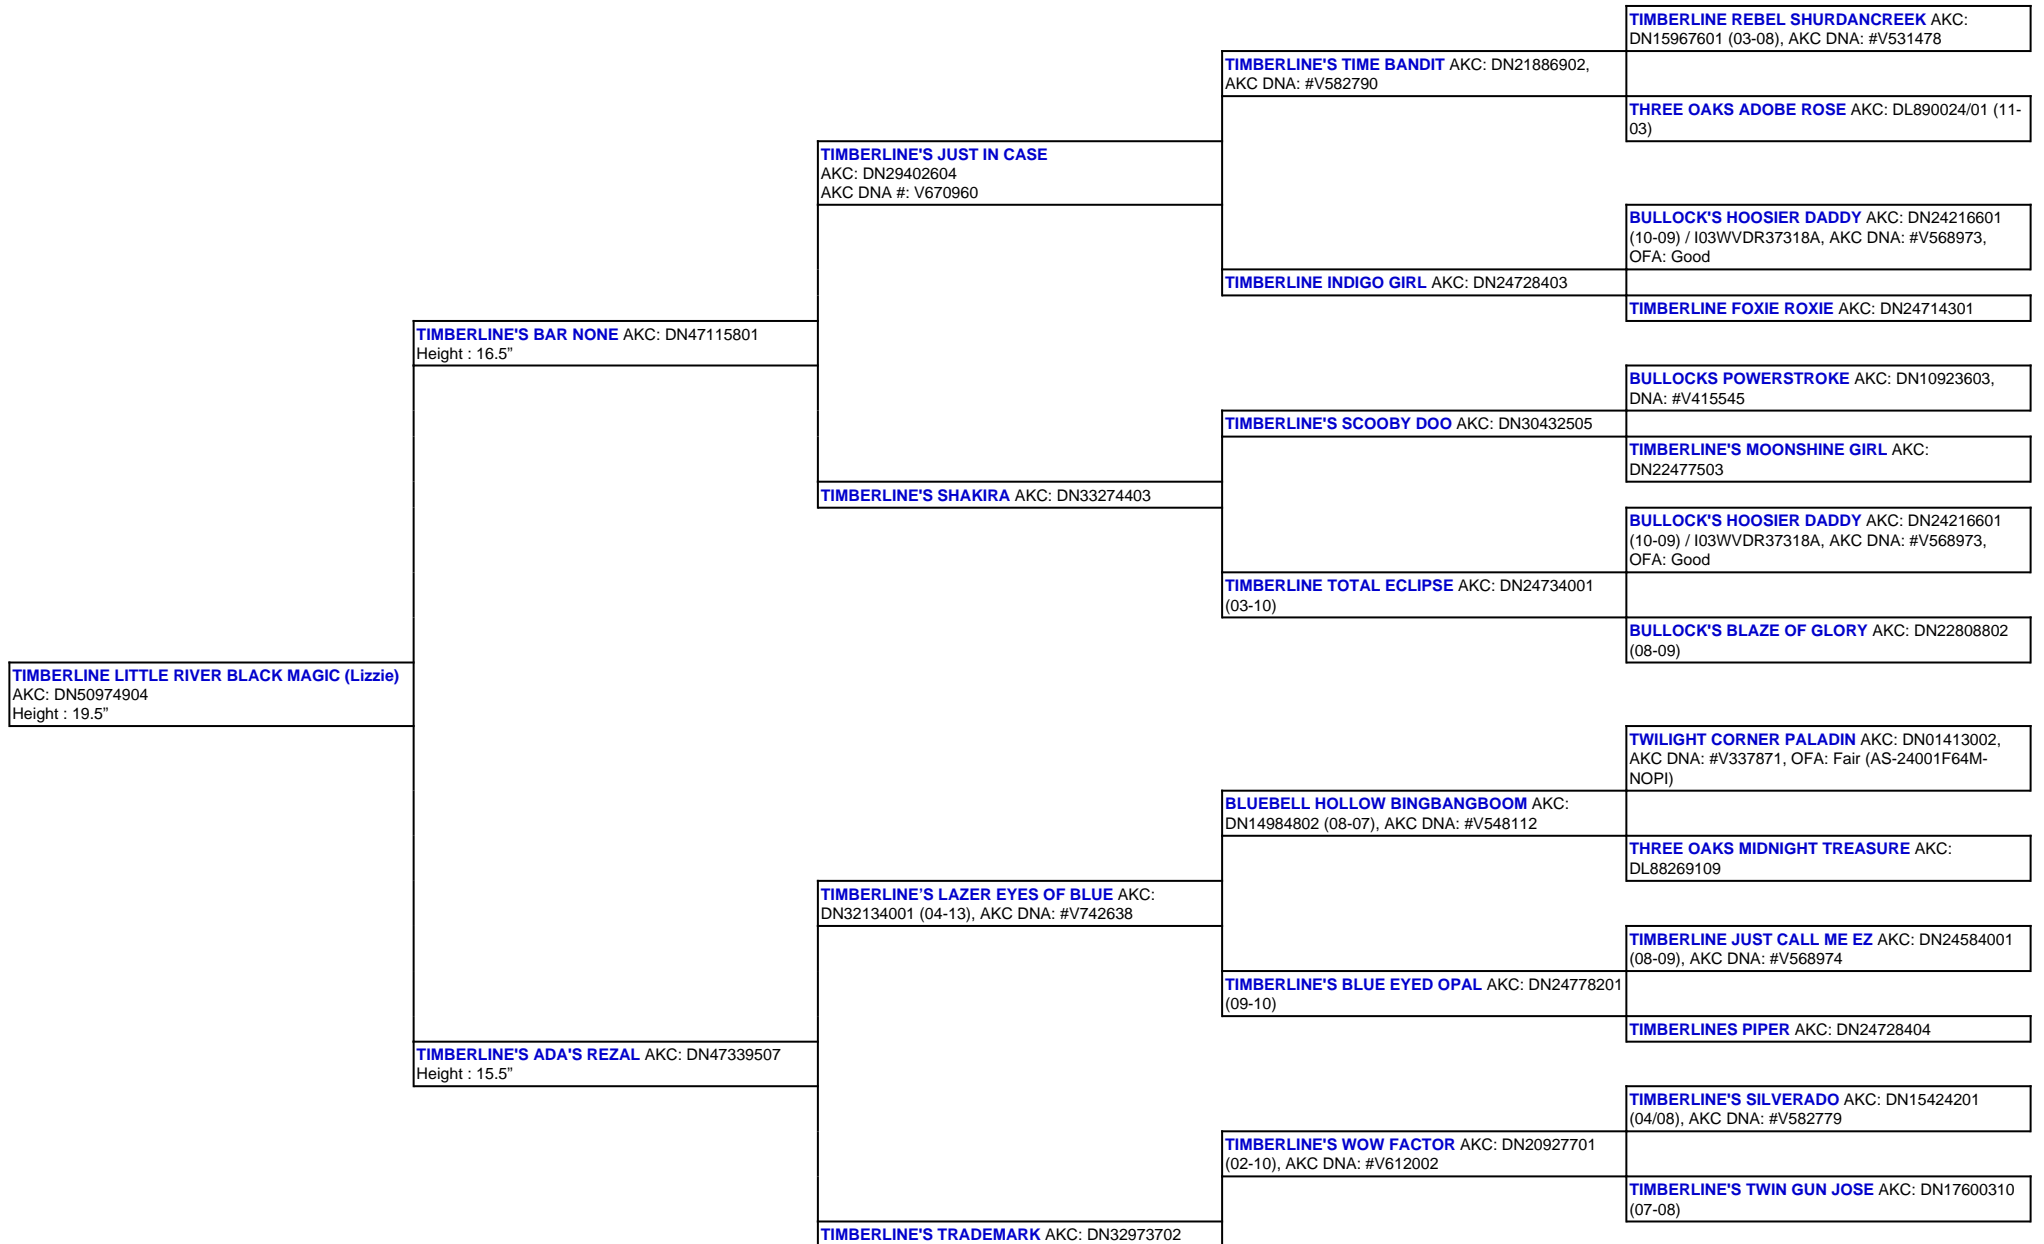 TIMBERLINE REBEL SHURDANCREEK AKC:
DN15967601 (03-08), AKC DNA: #V531478
TIMBERLINE'S TIME BANDIT AKC: DN21886902,
AKC DNA: #V582790
THREE OAKS ADOBE ROSE AKC: DL890024/01 (11-
03)
TIMBERLINE'S JUST IN CASE
AKC: DN29402604
AKC DNA #: V670960
BULLOCK'S HOOSIER DADDY AKC: DN24216601
(10-09) / I03WVDR37318A, AKC DNA: #V568973,
OFA: Good
TIMBERLINE INDIGO GIRL AKC: DN24728403
TIMBERLINE FOXIE ROXIE AKC: DN24714301
TIMBERLINE'S BAR NONE AKC: DN47115801
Height : 16.5”
BULLOCKS POWERSTROKE AKC: DN10923603,
DNA: #V415545
TIMBERLINE'S SCOOBY DOO AKC: DN30432505
TIMBERLINE'S MOONSHINE GIRL AKC:
DN22477503
TIMBERLINE'S SHAKIRA AKC: DN33274403
BULLOCK'S HOOSIER DADDY AKC: DN24216601
(10-09) / I03WVDR37318A, AKC DNA: #V568973,
OFA: Good
TIMBERLINE TOTAL ECLIPSE AKC: DN24734001
(03-10)
BULLOCK'S BLAZE OF GLORY AKC: DN22808802
(08-09)
TIMBERLINE LITTLE RIVER BLACK MAGIC (Lizzie)
AKC: DN50974904
Height : 19.5”
TWILIGHT CORNER PALADIN AKC: DN01413002,
AKC DNA: #V337871, OFA: Fair (AS-24001F64M-
NOPI)
BLUEBELL HOLLOW BINGBANGBOOM AKC:
DN14984802 (08-07), AKC DNA: #V548112
THREE OAKS MIDNIGHT TREASURE AKC:
DL88269109
TIMBERLINE’S LAZER EYES OF BLUE AKC:
DN32134001 (04-13), AKC DNA: #V742638
TIMBERLINE JUST CALL ME EZ AKC: DN24584001
(08-09), AKC DNA: #V568974
TIMBERLINE'S BLUE EYED OPAL AKC: DN24778201
(09-10)
TIMBERLINES PIPER AKC: DN24728404
TIMBERLINE'S ADA'S REZAL AKC: DN47339507
Height : 15.5”
TIMBERLINE'S SILVERADO AKC: DN15424201
(04/08), AKC DNA: #V582779
TIMBERLINE'S WOW FACTOR AKC: DN20927701
(02-10), AKC DNA: #V612002
TIMBERLINE'S TWIN GUN JOSE AKC: DN17600310
(07-08)
TIMBERLINE'S TRADEMARK AKC: DN32973702